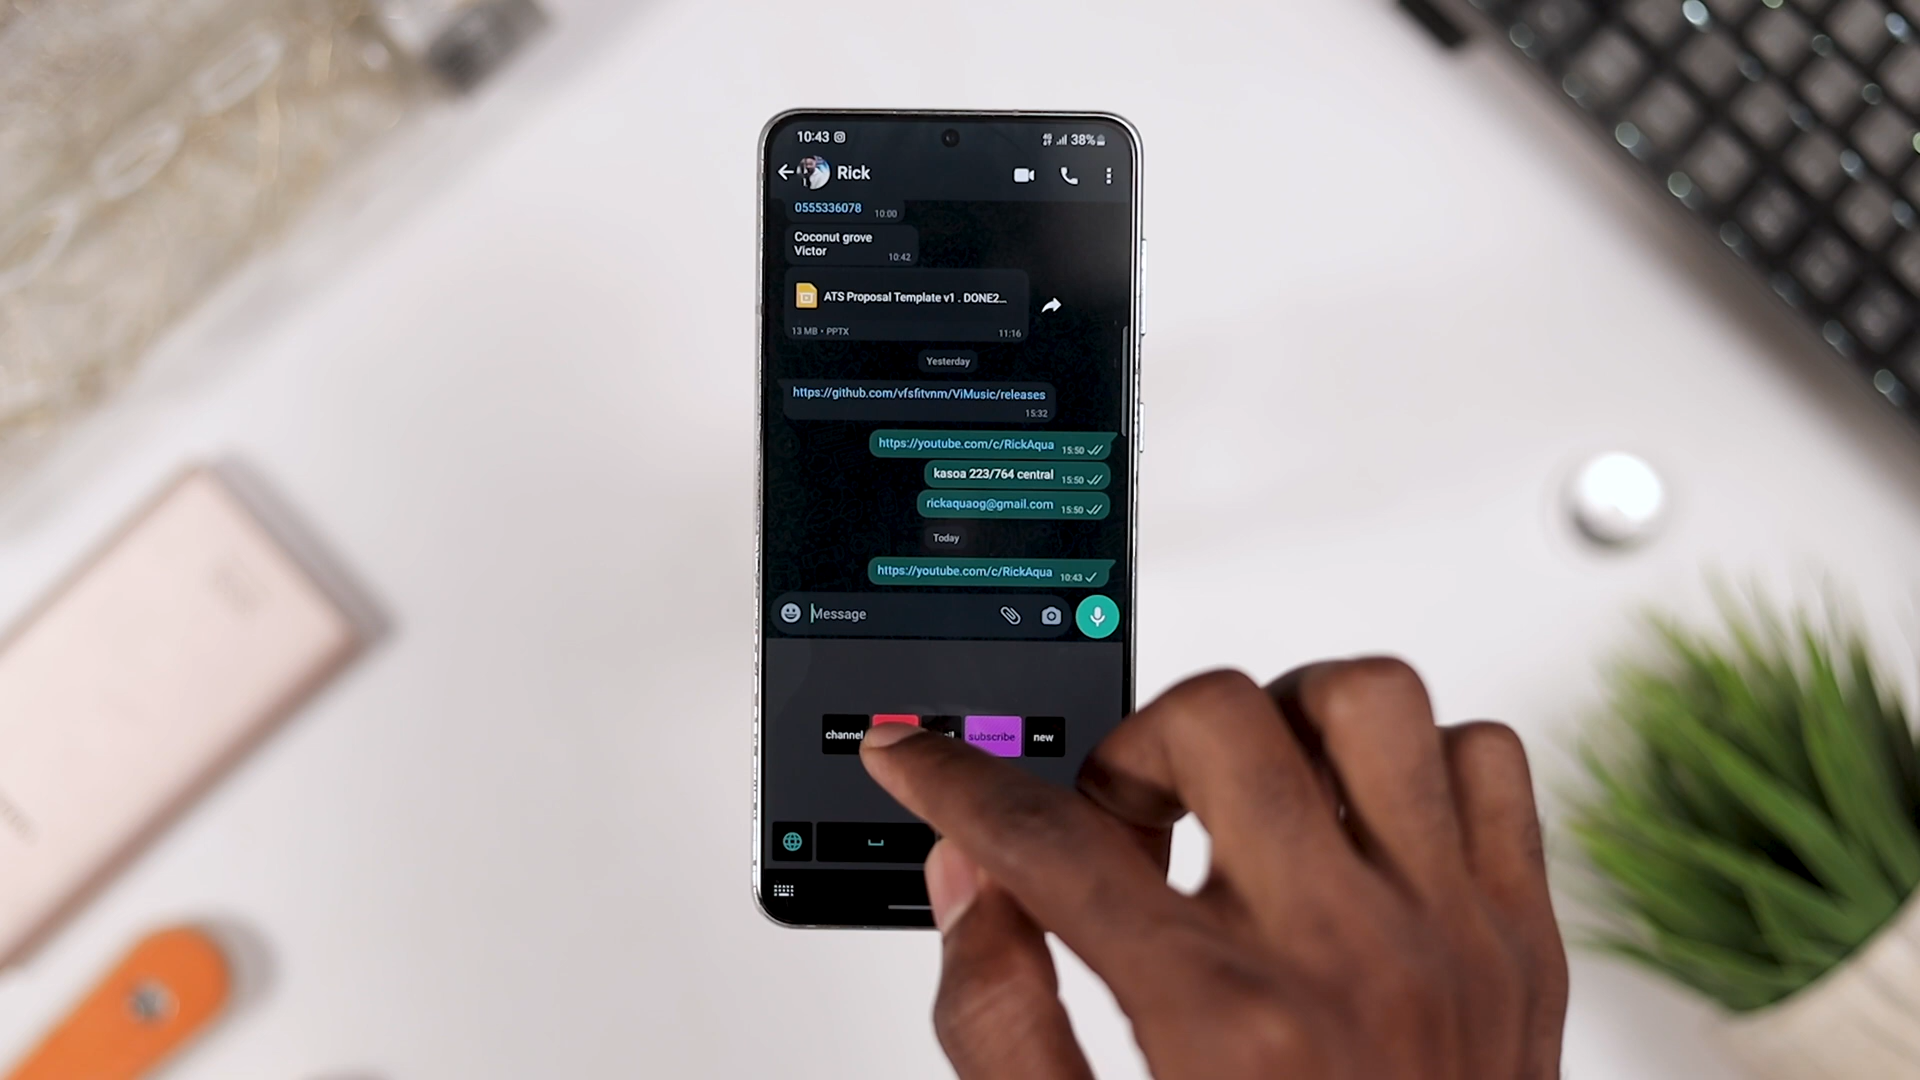 10:43
38%
Rick
0555336078
10:00
Coconut grove
Victor
10:42
ATS Proposal Template v1 . DONE2...
13 MB • PPTX
11:16
Yesterday
https://github.com/vfsfitvnm/ViMusic/releases
15:32
https://youtube.com/c/RickAqua
15:50
kasoa 223/764 central
15:50
rickaquaog@gmail.com
15:50
Today
https://youtube.com/c/RickAqua
10:43
Message
channel
subscribe
new